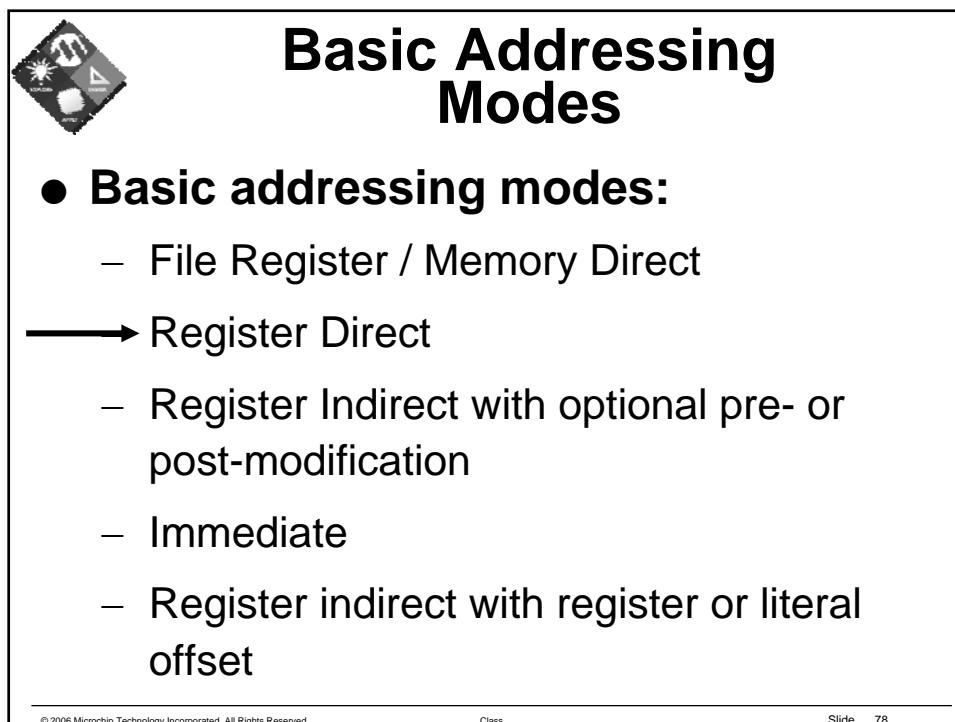 Basic Addressing
Modes
● Basic addressing modes:
– File Register / Memory Direct
Register Direct
– Register Indirect with optional pre- or
post-modification
– Immediate
– Register indirect with register or literal
offset
© 2006 Microchip Technology Incorporated. All Rights Reserved. Class Slide 78